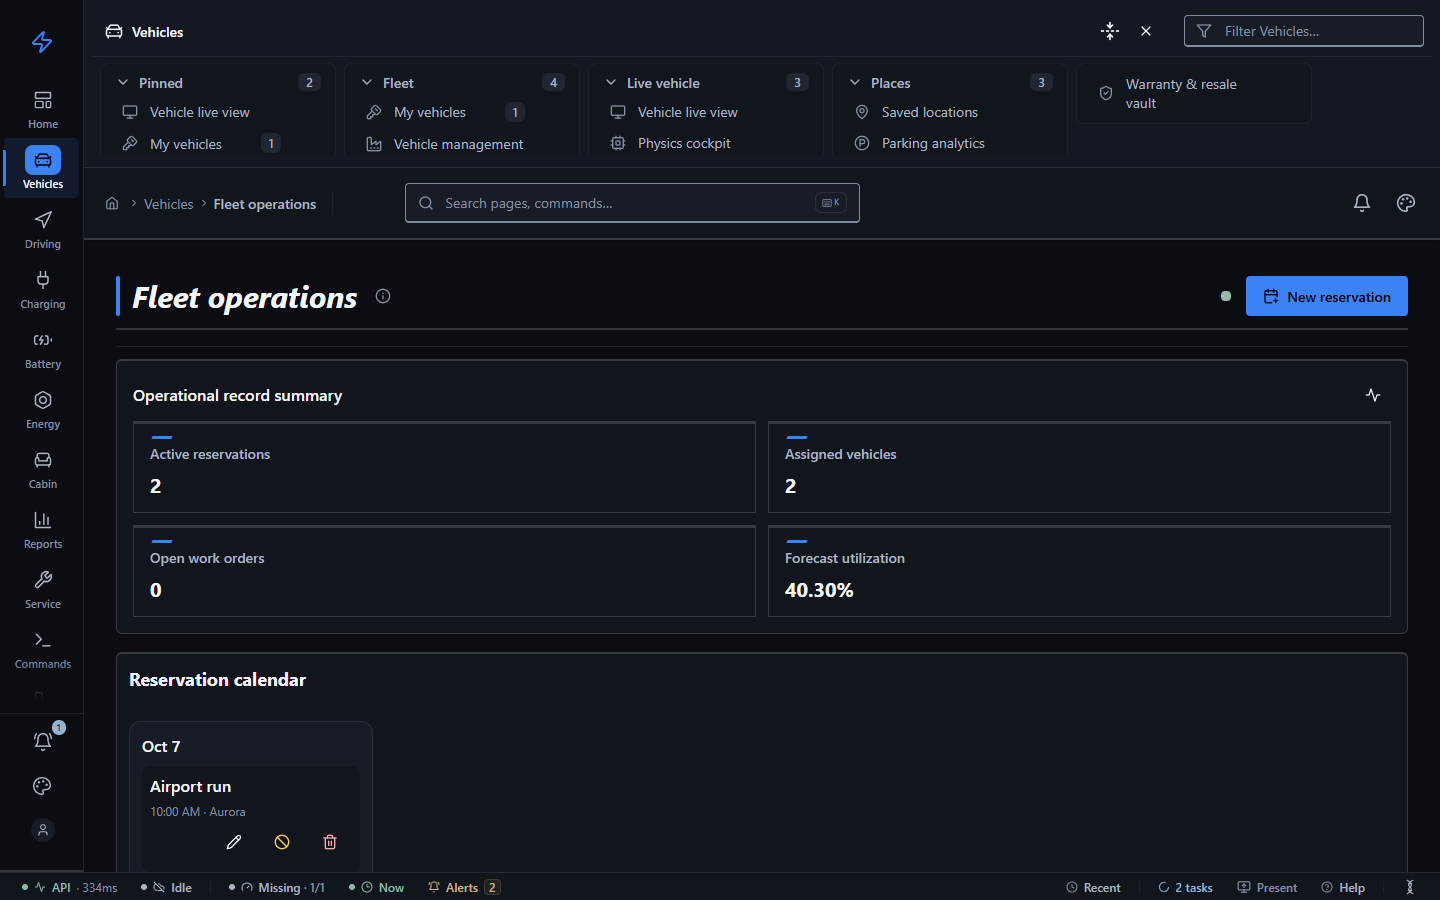 Vehicles
Filter Vehicles...
Pinned 2
Vehicle live view
My vehicles 1
Fleet 4
My vehicles 1
Vehicle management
Live vehicle 3
Vehicle live view
Physics cockpit
Places 3
Saved locations
Parking analytics
Warranty & resale
vault
Home
Vehicles
Driving
Charging
Battery
Energy
Cabin
Reports
Service
Commands
1
Vehicles
Fleet operations
Search pages, commands...
K
Fleet operations
New reservation
Operational record summary
Active reservations
2
Assigned vehicles
2
Open work orders
0
Forecast utilization
40.30%
Reservation calendar
Oct 7
Airport run
10:00 AM · Aurora
API · 334ms
Idle
Missing · 1/1
Now
Alerts 2
Recent
2 tasks
Present
Help